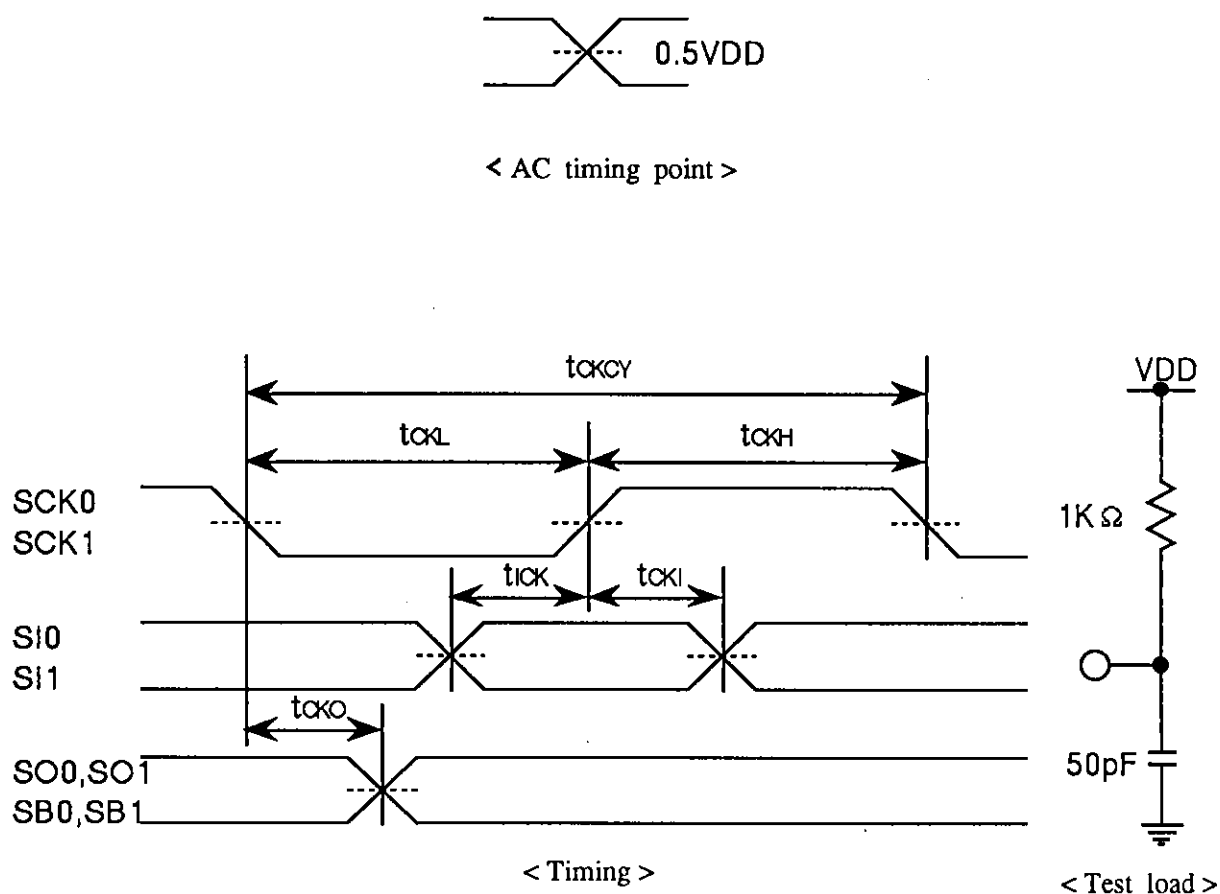 0.5VDD
< AC timing point >
tCKCY
VDD
tCKL
tCKH
SCK0
SCK1
1KΩ
tICK
tCKI
SI0
SI1
tCKO
SO0,SO1
SB0,SB1
50pF
< Timing >
< Test load >